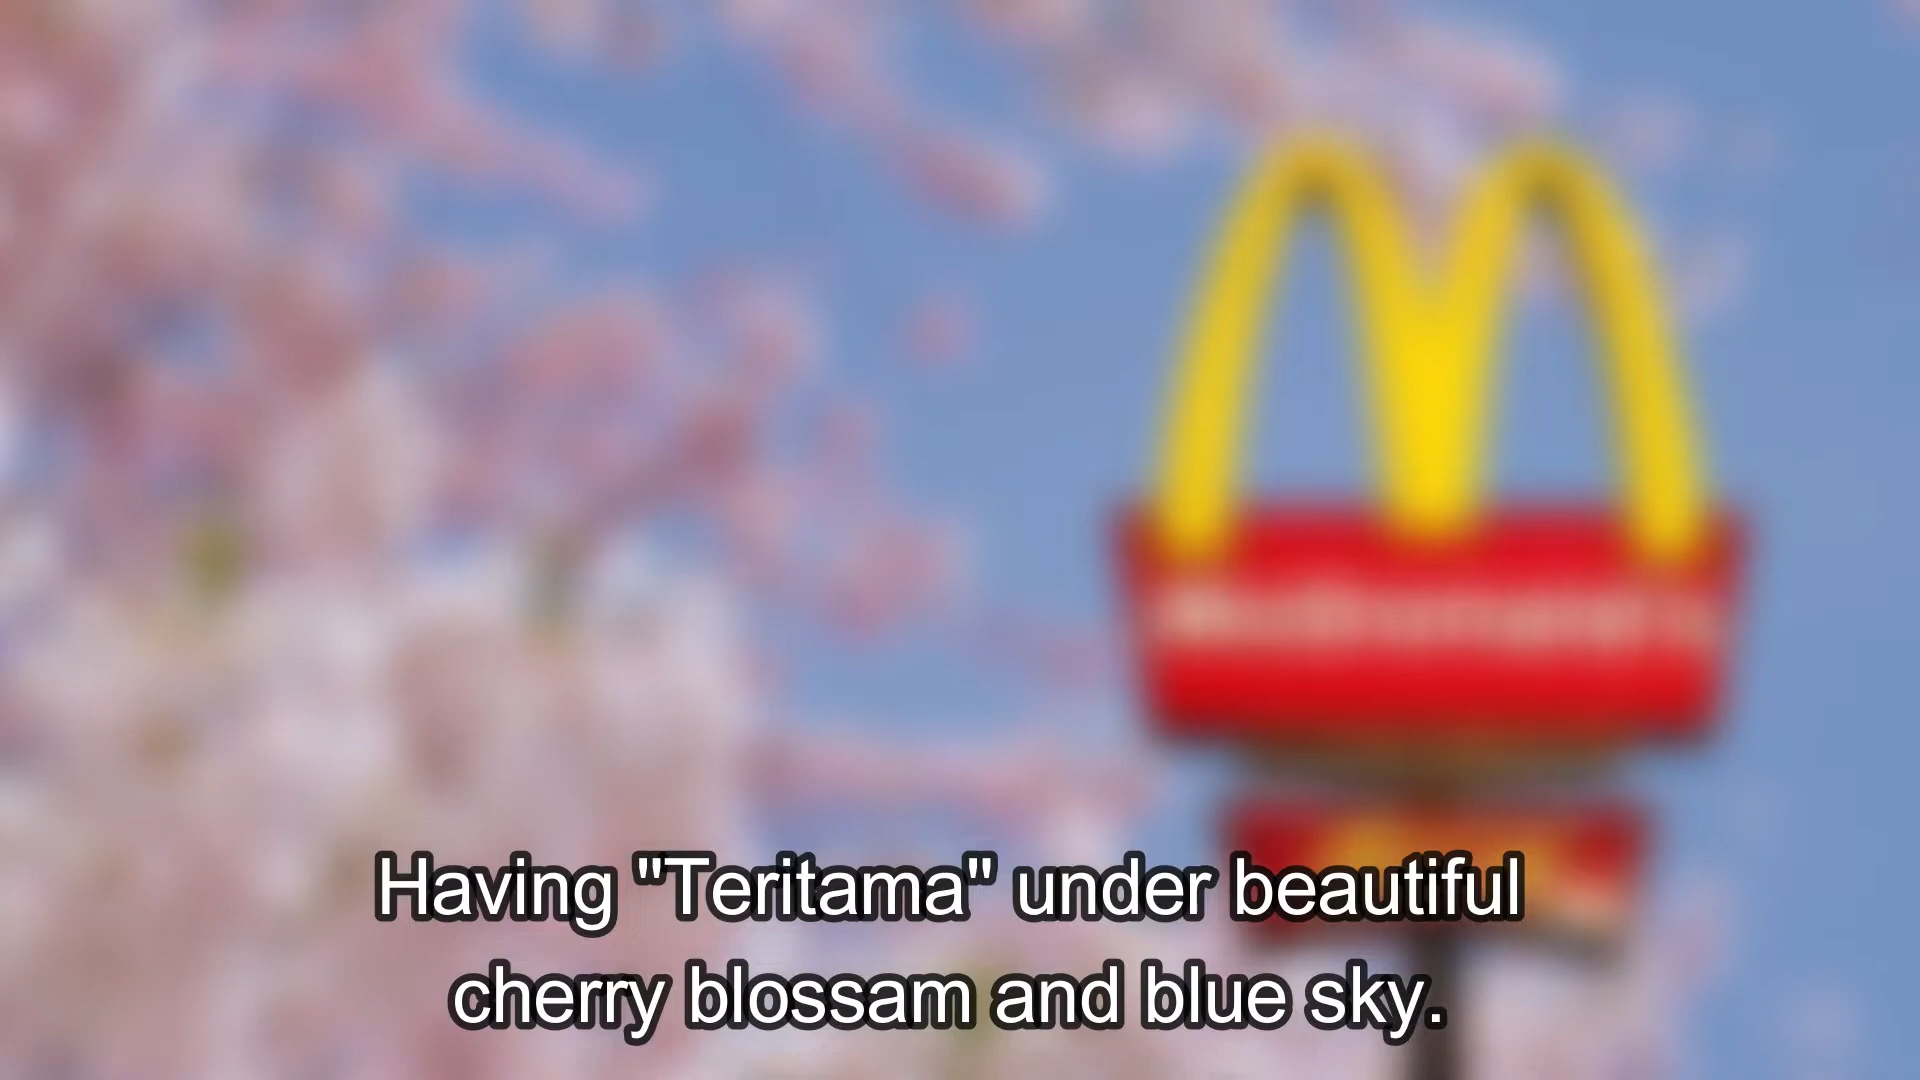 Having "Teritama" under beautiful
cherry blossam and blue sky.